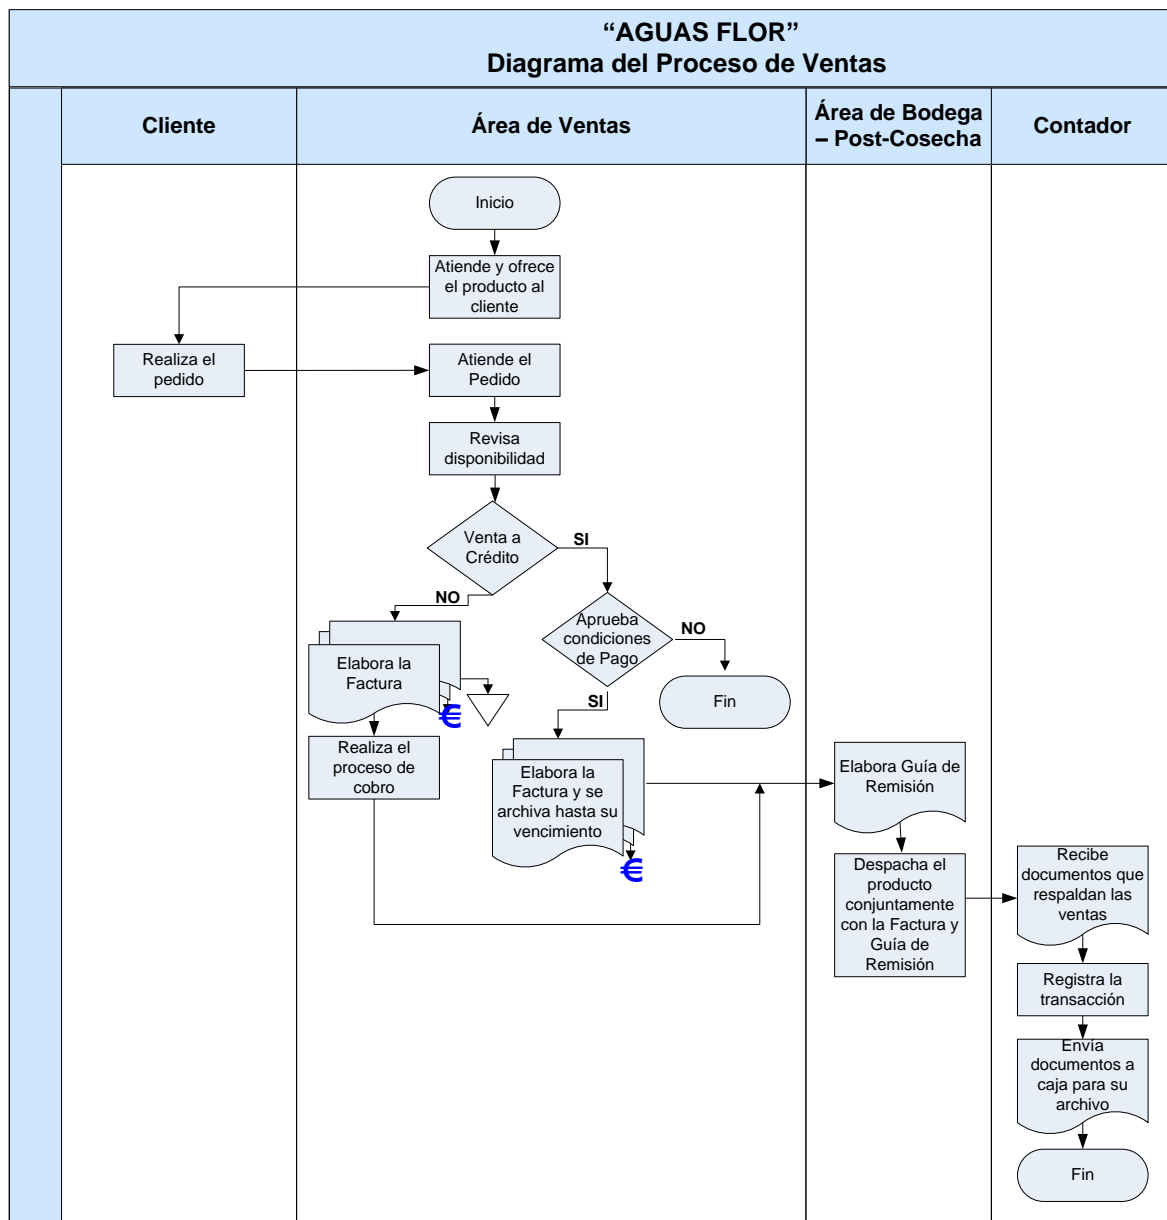 “AGUAS FLOR”
Diagrama del Proceso de Ventas
Cliente
Área de Ventas
Área de Bodega
– Post-Cosecha
Contador
Inicio
Atiende y ofrece
el producto al
cliente
Realiza el
pedido
Atiende el
Pedido
Revisa
disponibilidad
Venta a
Crédito
SI
NO
Aprueba
condiciones
de Pago
NO
Elabora la
Factura
Fin
SI
€
Realiza el
proceso de
cobro
Elabora la
Factura y se
archiva hasta su
vencimiento
€
Elabora Guía de
Remisión
Despacha el
producto
conjuntamente
con la Factura y
Guía de
Remisión
Recibe
documentos que
respaldan las
ventas
Registra la
transacción
Envía
documentos a
caja para su
archivo
Fin